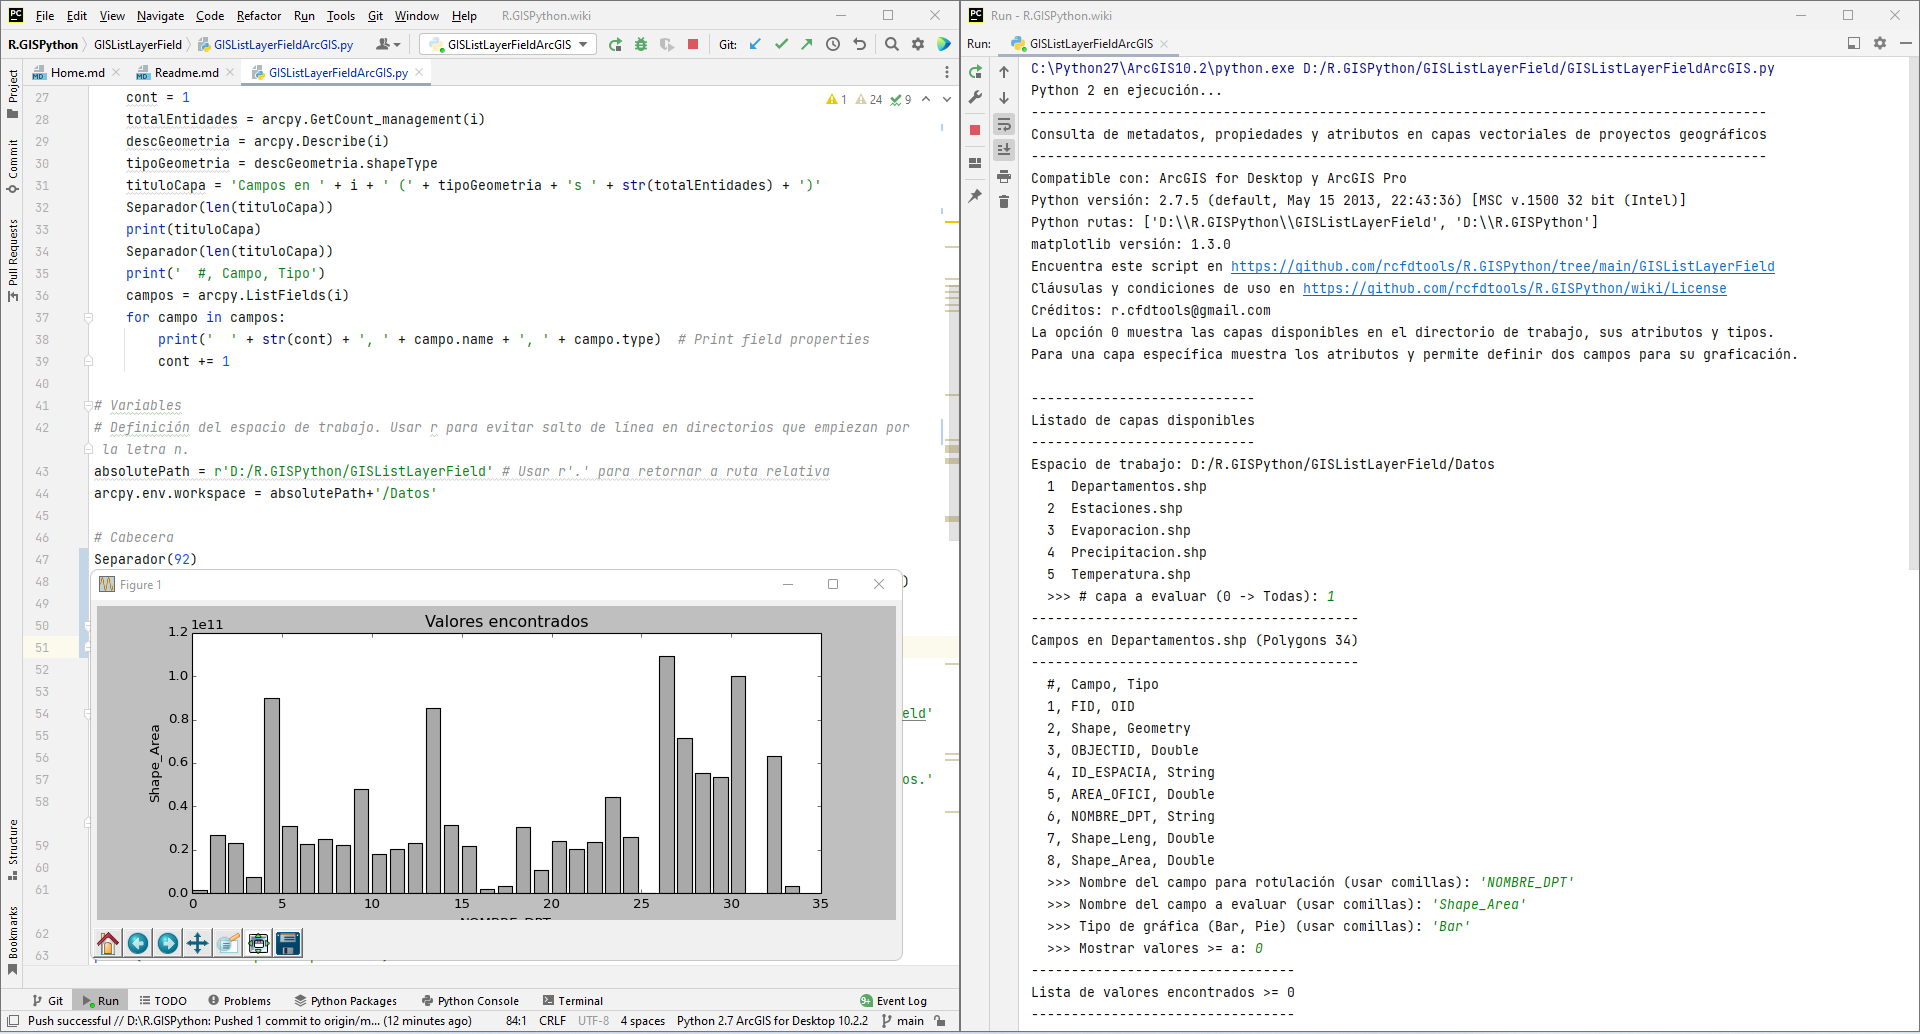 File Edit View Navigate Code Refactor Run Tools Git Window Help R.GISPython.wiki
R.GISPython GISListLayerField GISListLayerFieldArcGIS.py GISListLayerFieldArcGIS Git:
Home.md Readme.md GISListLayerFieldArcGIS.py
Project
Commit
Pull Requests
Structure
Bookmarks
1 24 9
27 cont = 1
28 totalEntidades = arcpy.GetCount_management(i)
29 descGeometria = arcpy.Describe(i)
30 tipoGeometria = descGeometria.shapeType
31 tituloCapa = 'Campos en ' + i + ' (' + tipoGeometria + 's ' + str(totalEntidades) + ')'
32 Separador(len(tituloCapa))
33 print(tituloCapa)
34 Separador(len(tituloCapa))
35 print('  #, Campo, Tipo')
36 campos = arcpy.ListFields(i)
37 for campo in campos:
38 print('  ' + str(cont) + ', ' + campo.name + ', ' + campo.type)  # Print field properties
39 cont += 1
40
41 # Variables
42 # Definición del espacio de trabajo. Usar r para evitar salto de línea en directorios que empiezan por
la letra n.
43 absolutePath = r'D:/R.GISPython/GISListLayerField' # Usar r'.' para retornar a ruta relativa
44 arcpy.env.workspace = absolutePath+'/Datos'
45
46 # Cabecera
47 Separador(92)
48 )
49
50
51
52
53
54 eld'
55
56
57 os.'
58
59
60
61
62
63
Figure 1
Valores encontrados
1e11
1.2
1.0
0.8
0.6
0.4
0.2
0.0
Shape_Area
0 5 10 15 20 25 30 35
NOMBRE_DPT
Git Run TODO Problems Python Packages Python Console Terminal 9+ Event Log
Push successful // D:\R.GISPython: Pushed 1 commit to origin/m... (12 minutes ago) 84:1 CRLF UTF-8 4 spaces Python 2.7 ArcGIS for Desktop 10.2.2 main
Run - R.GISPython.wiki
Run: GISListLayerFieldArcGIS
C:\Python27\ArcGIS10.2\python.exe D:/R.GISPython/GISListLayerField/GISListLayerFieldArcGIS.py
Python 2 en ejecución...
--------------------------------------------------------------------------------------------
Consulta de metadatos, propiedades y atributos en capas vectoriales de proyectos geográficos
--------------------------------------------------------------------------------------------
Compatible con: ArcGIS for Desktop y ArcGIS Pro
Python versión: 2.7.5 (default, May 15 2013, 22:43:36) [MSC v.1500 32 bit (Intel)]
Python rutas: ['D:\\R.GISPython\\GISListLayerField', 'D:\\R.GISPython']
matplotlib versión: 1.3.0
Encuentra este script en https://github.com/rcfdtools/R.GISPython/tree/main/GISListLayerField
Cláusulas y condiciones de uso en https://github.com/rcfdtools/R.GISPython/wiki/License
Créditos: r.cfdtools@gmail.com
La opción 0 muestra las capas disponibles en el directorio de trabajo, sus atributos y tipos.
Para una capa específica muestra los atributos y permite definir dos campos para su graficación.
----------------------------
Listado de capas disponibles
----------------------------
Espacio de trabajo: D:/R.GISPython/GISListLayerField/Datos
1  Departamentos.shp
2  Estaciones.shp
3  Evaporacion.shp
4  Precipitacion.shp
5  Temperatura.shp
>>> # capa a evaluar (0 -> Todas): 1
-----------------------------------------
Campos en Departamentos.shp (Polygons 34)
-----------------------------------------
#, Campo, Tipo
1, FID, OID
2, Shape, Geometry
3, OBJECTID, Double
4, ID_ESPACIA, String
5, AREA_OFICI, Double
6, NOMBRE_DPT, String
7, Shape_Leng, Double
8, Shape_Area, Double
>>> Nombre del campo para rotulación (usar comillas): 'NOMBRE_DPT'
>>> Nombre del campo a evaluar (usar comillas): 'Shape_Area'
>>> Tipo de gráfica (Bar, Pie) (usar comillas): 'Bar'
>>> Mostrar valores >= a: 0
---------------------------------
Lista de valores encontrados >= 0
---------------------------------